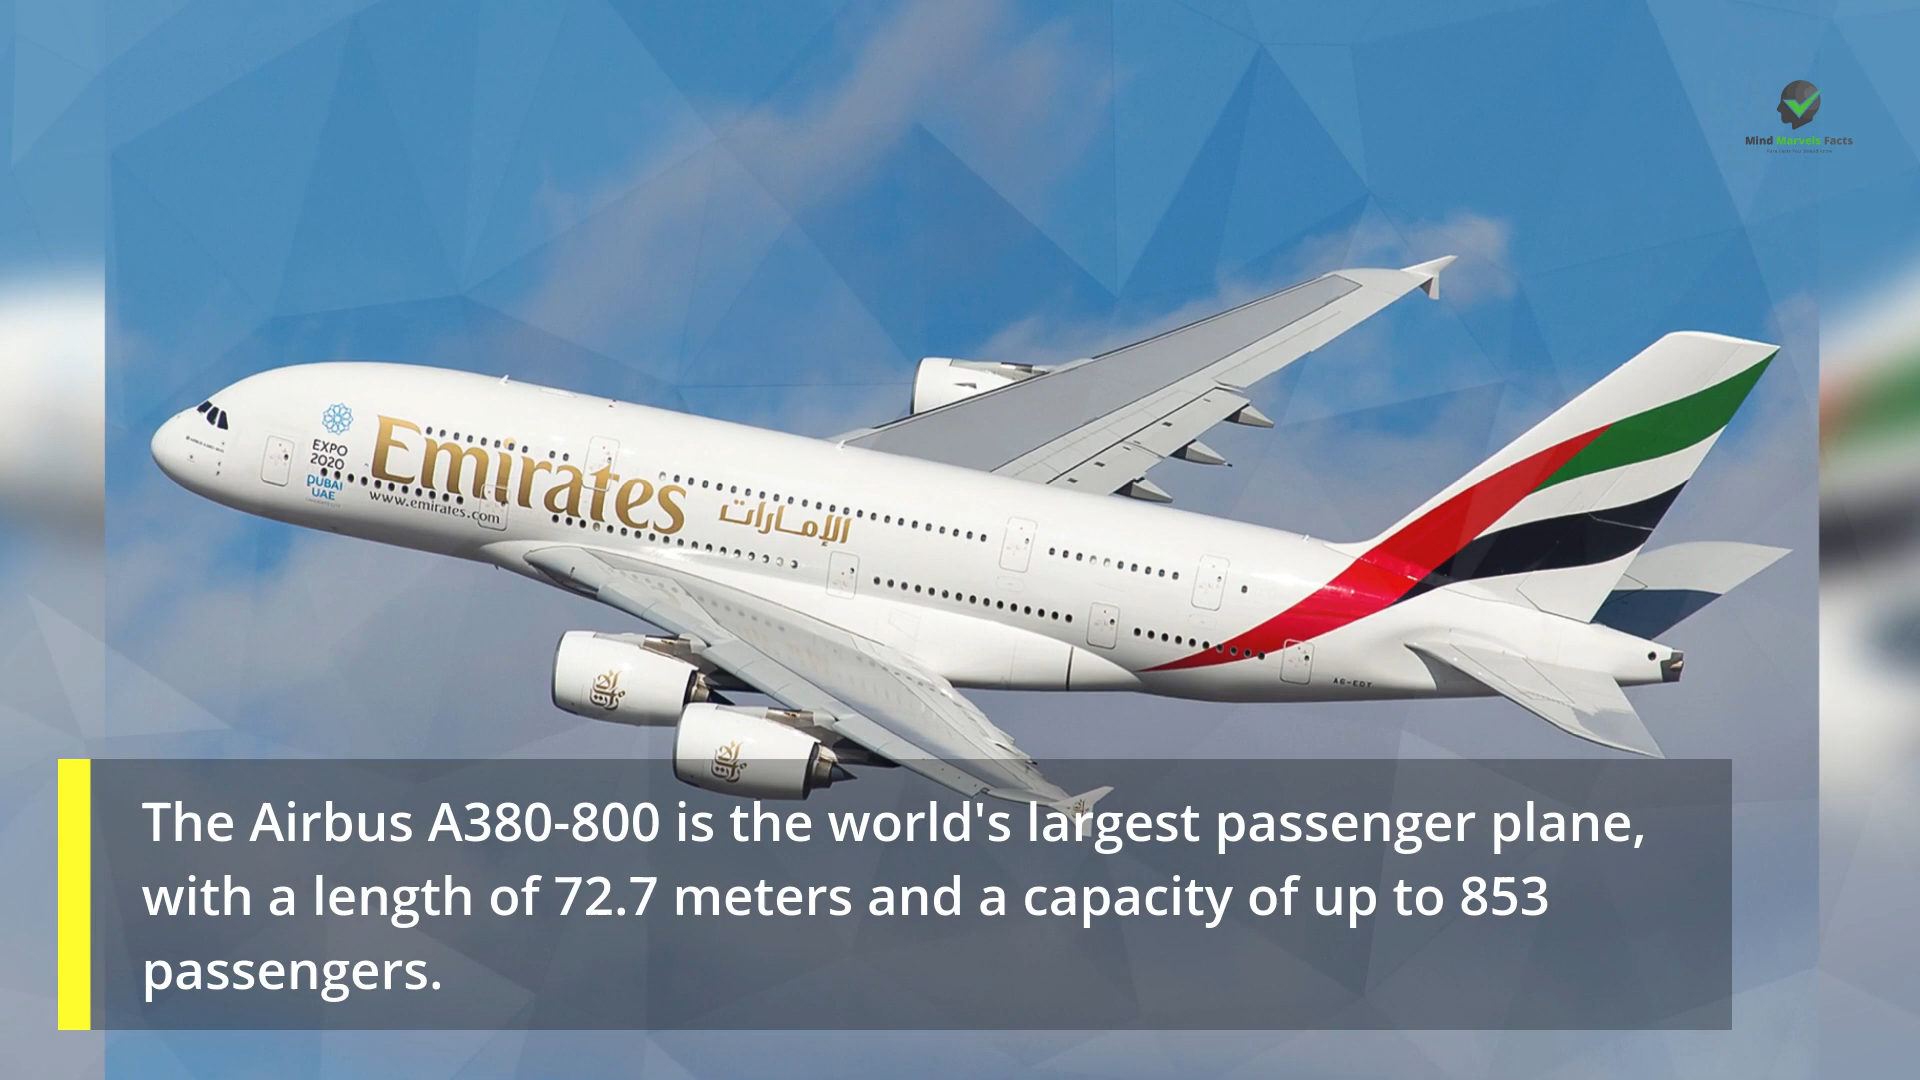 Mind Marvels Facts
EXPO
2020
DUBAI
UAE
Emirates
www.emirates.com
الإمارات
The Airbus A380-800 is the world's largest passenger plane,
with a length of 72.7 meters and a capacity of up to 853
passengers.